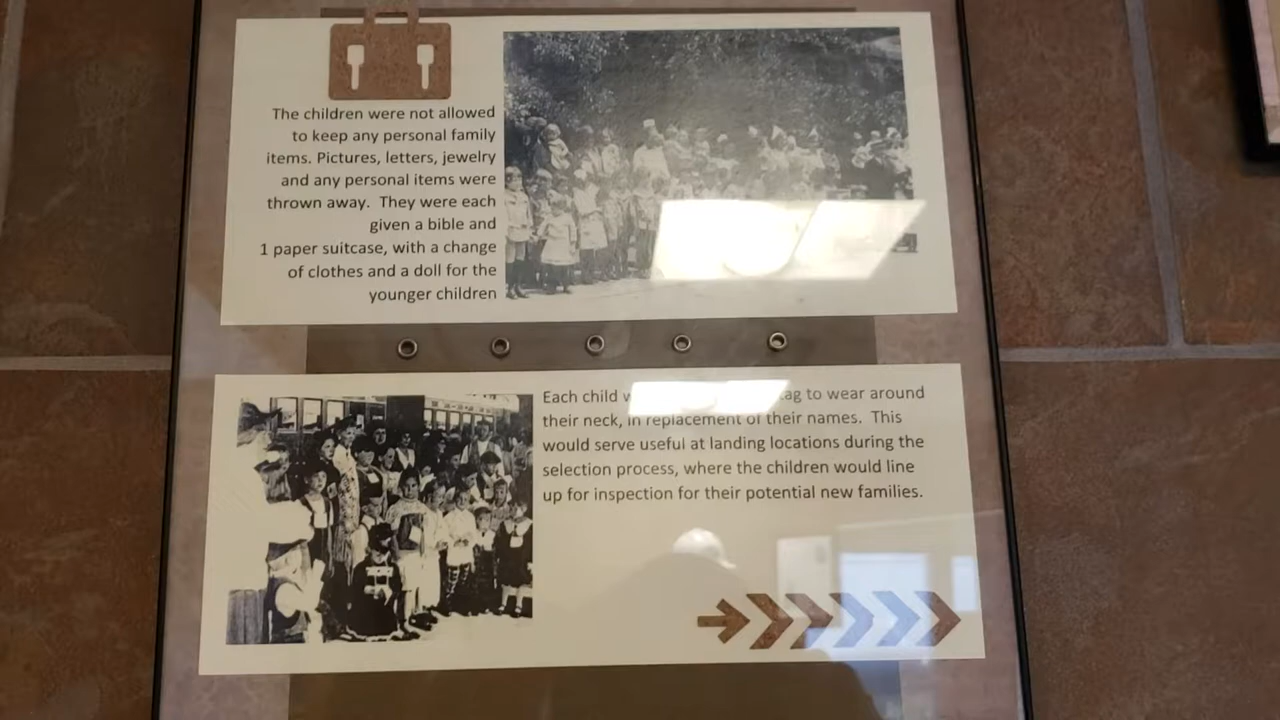 The children were not allowed
to keep any personal family
items. Pictures, letters, jewelry
and any personal items were
thrown away. They were each
given a bible and
1 paper suitcase, with a change
of clothes and a doll for the
younger children
Each child to wear around
their neck, in replacement of their names. This
would serve useful at landing locations during the
selection process, where the children would line
up for inspection for their potential new families.